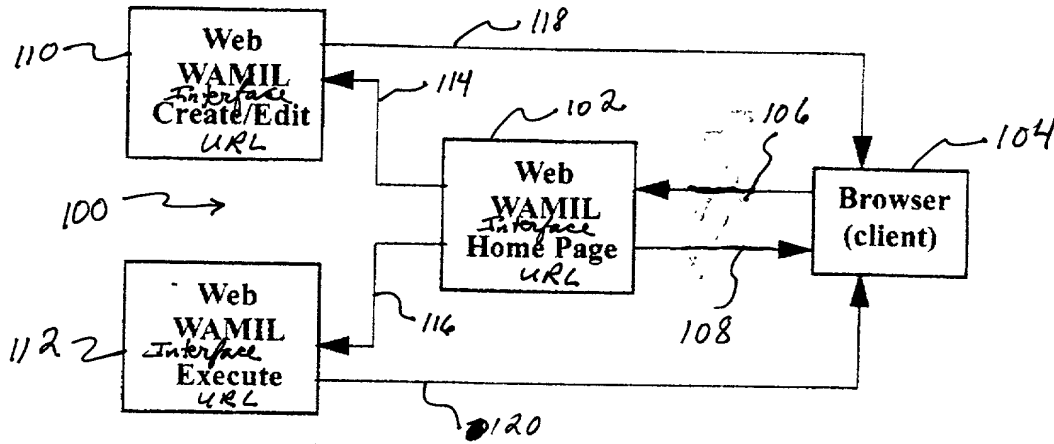 110
Web
WAMIL
Interface
Create/Edit
URL
118
114
102
Web
WAMIL
Interface
Home Page
URL
106
104
Browser
(client)
100
108
116
112
Web
WAMIL
Interface
Execute
URL
120